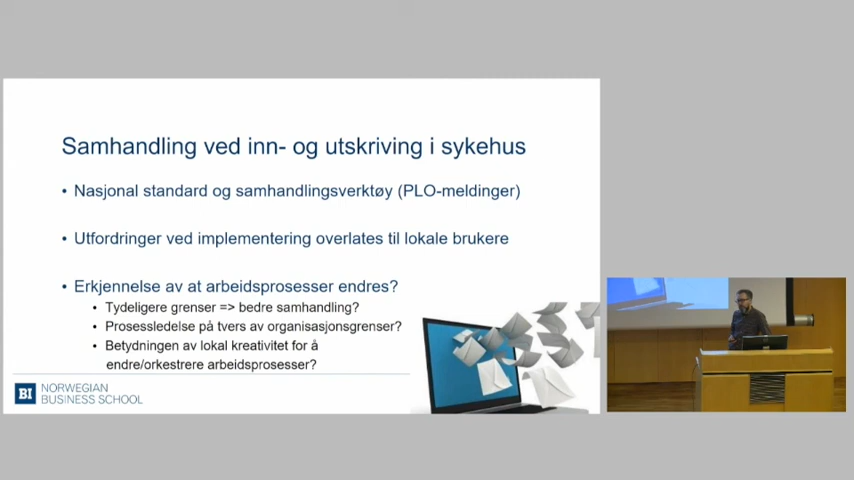 Samhandling ved inn- og utskriving i sykehus
• Nasjonal standard og samhandlingsverktøy (PLO-meldinger)
• Utfordringer ved implementering overlates til lokale brukere
• Erkjennelse av at arbeidsprosesser endres?
• Tydeligere grenser => bedre samhandling?
• Prosessledelse på tvers av organisasjonsgrenser?
• Betydningen av lokal kreativitet for å
endre/orkestrere arbeidsprosesser?
BI NORWEGIAN
BUSINESS SCHOOL